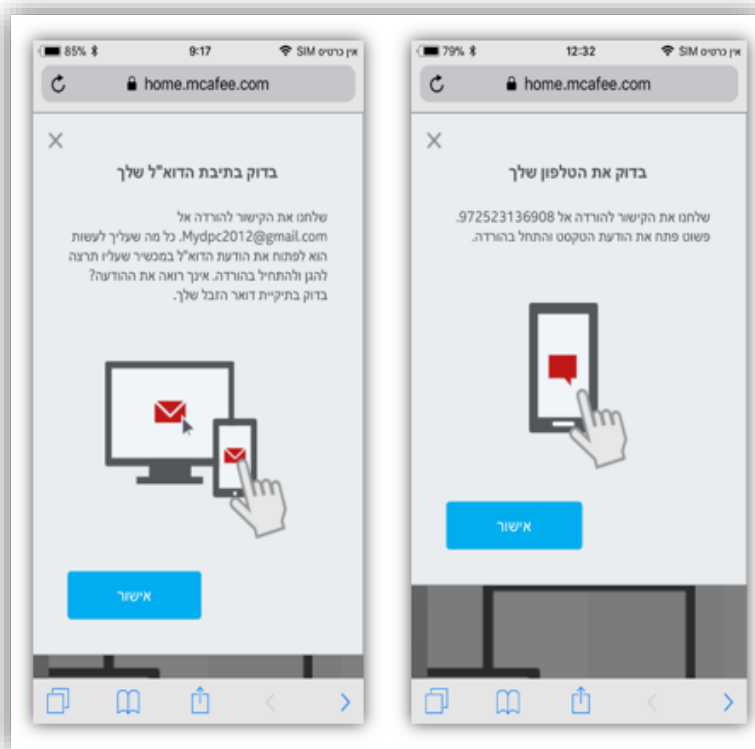 85%
9:17
אין כרטיס SIM
home.mcafee.com
בדוק בתיבת הדוא"ל שלך
שלחנו את הקישור להורדה אל
Mydpc2012@gmail.com. כל מה שעליך לעשות
הוא לפתוח את הודעת הדוא"ל במכשיר שעליו תרצה
להגן ולהתחיל בהורדה. אינך רואה את ההודעה?
בדוק בתיקיית דואר הזבל שלך.
אישור
79%
12:32
אין כרטיס SIM
home.mcafee.com
בדוק את הטלפון שלך
שלחנו את הקישור להורדה אל 972523136908.
פשוט פתח את הודעת הטקסט והתחל בהורדה.
אישור